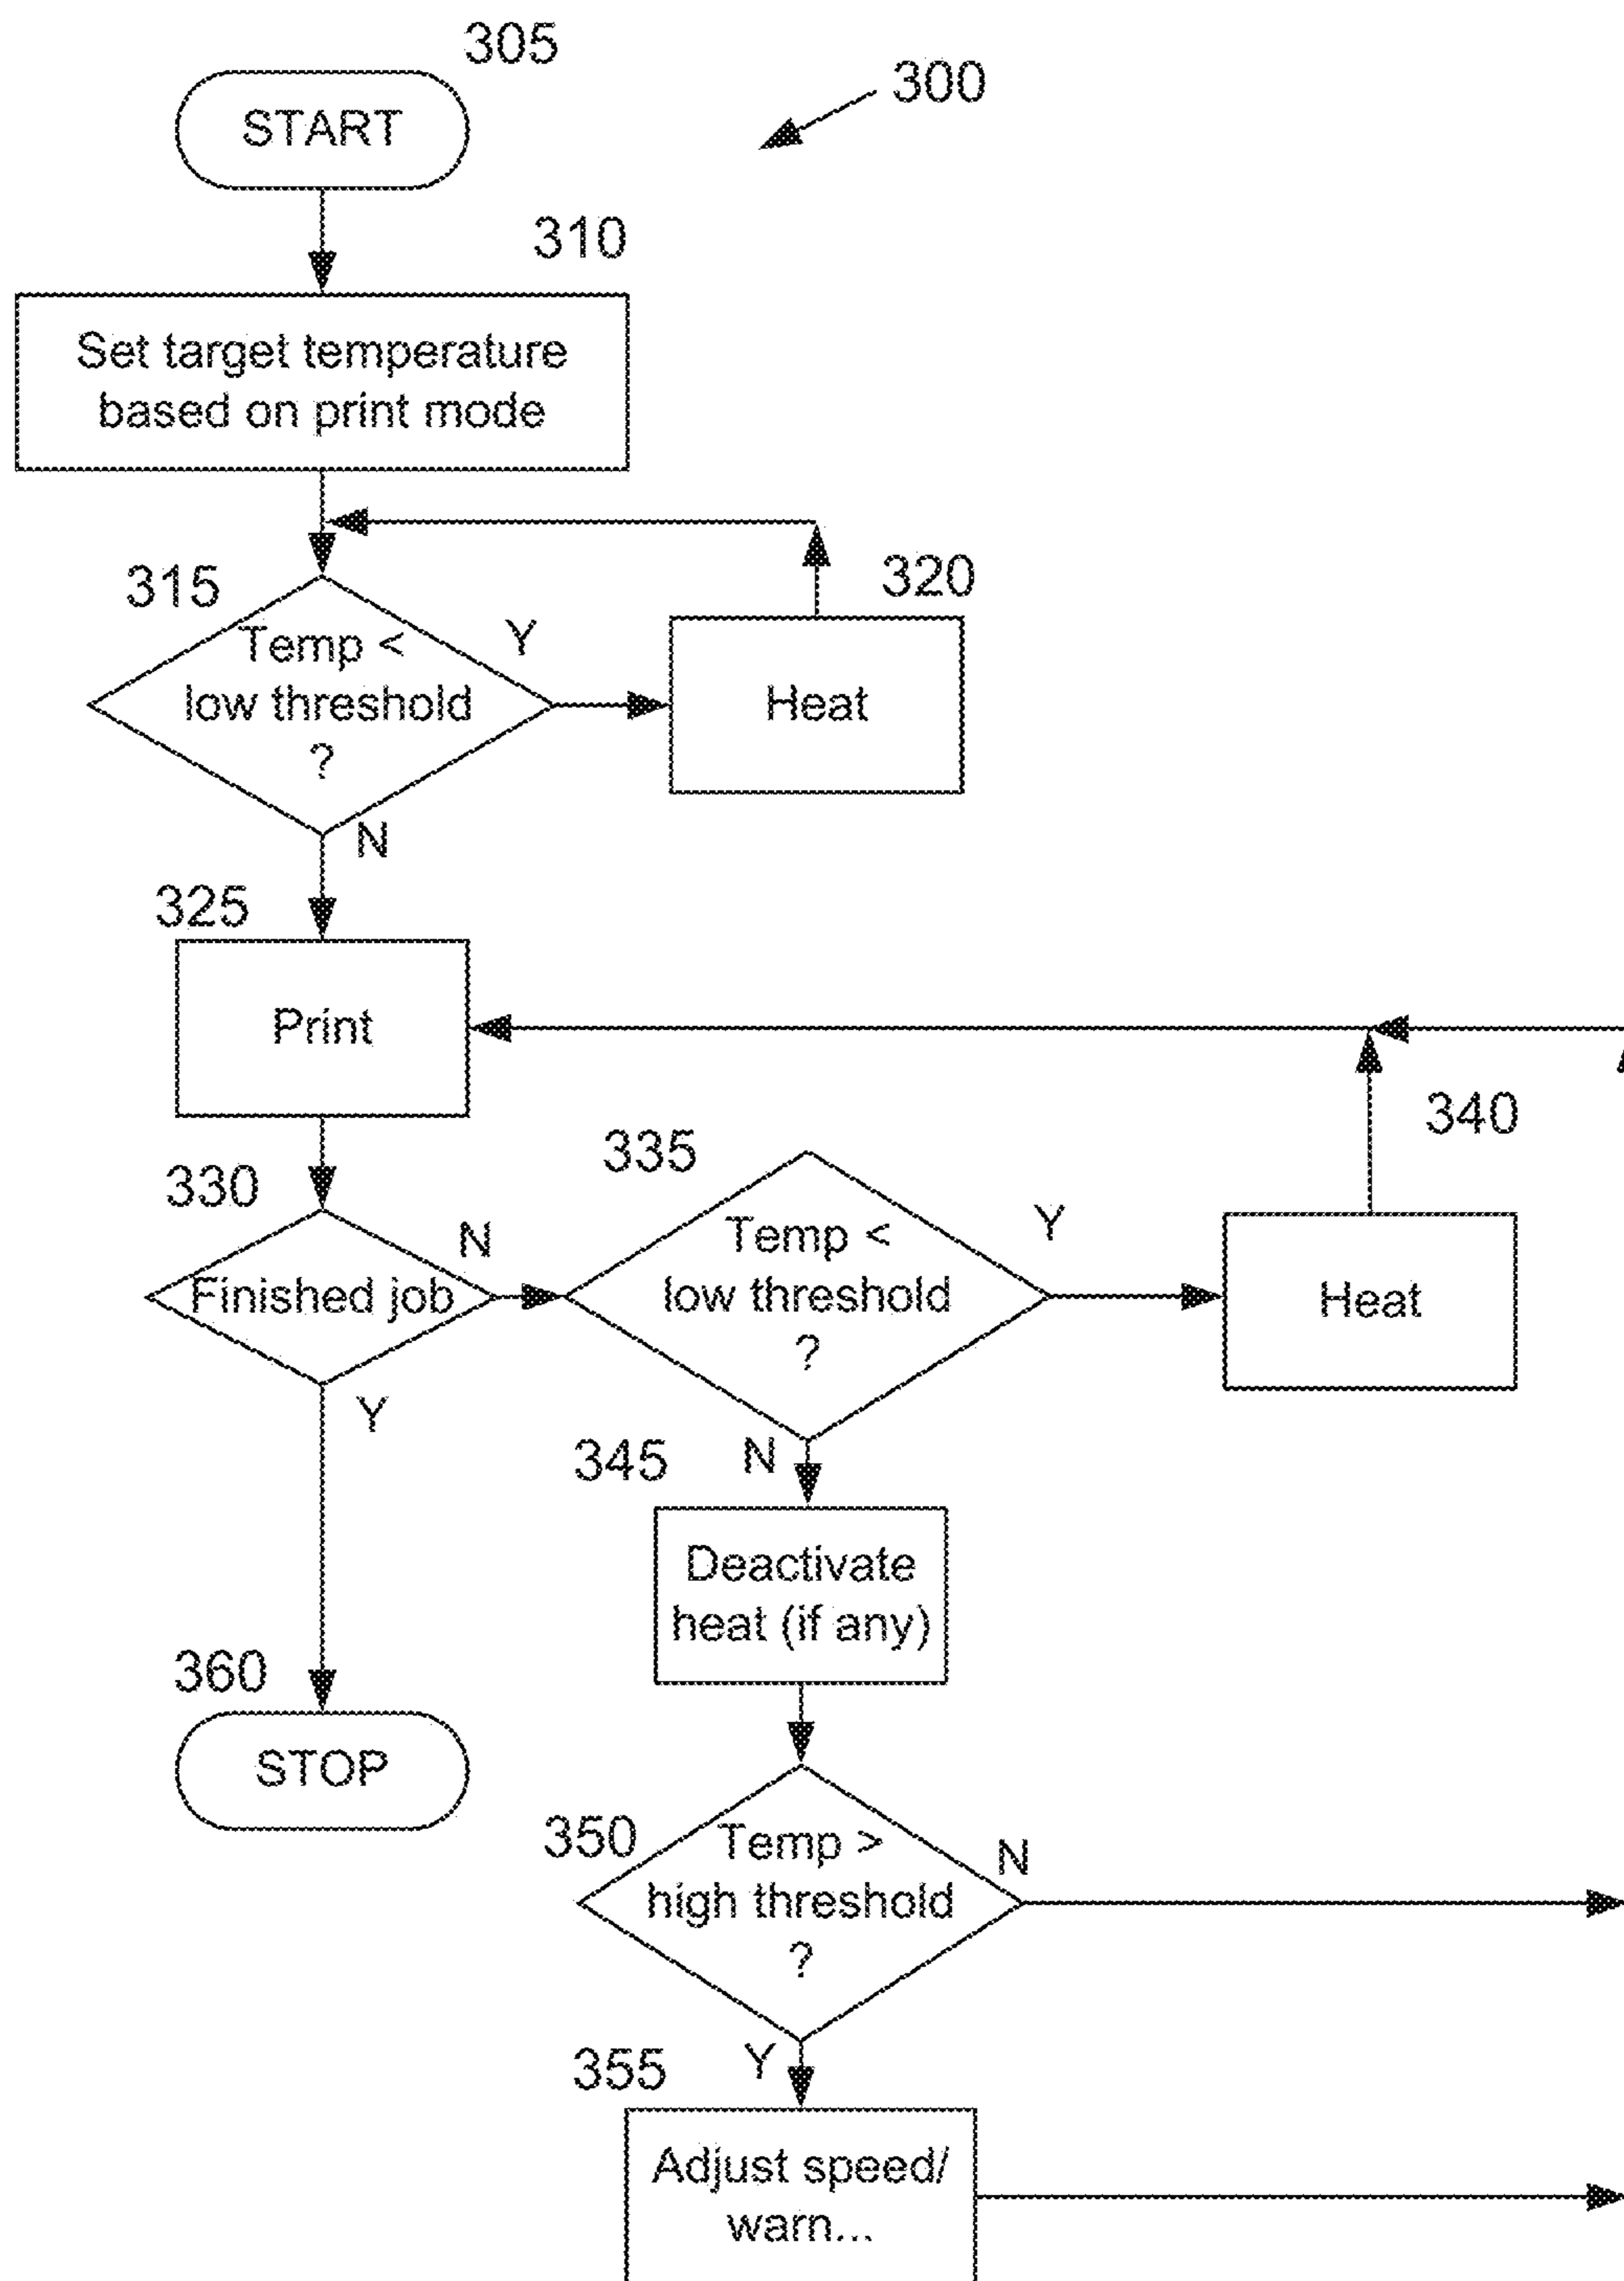 305
300
START
310
Set target temperature
based on print mode
315
Temp <
low threshold
?
Y
320
Heat
N
325
Print
330
Finished job
N
335
Temp <
low threshold
?
Y
340
Heat
Y
N
345
Deactivate
heat (if any)
360
STOP
350
Temp >
high threshold
?
N
Y
355
Adjust speed/
warn...